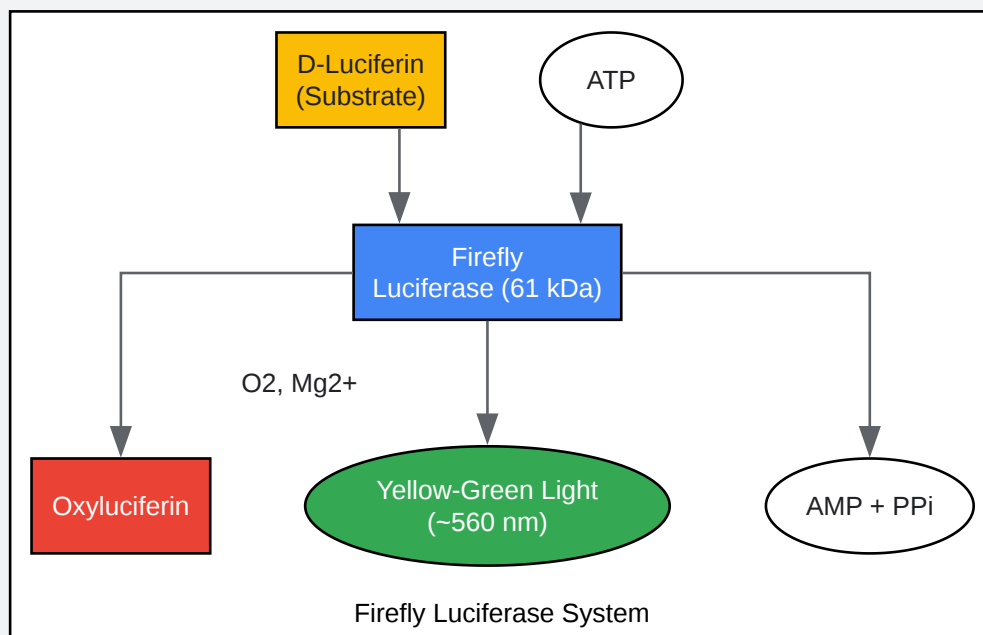 D-Luciferin
(Substrate)
ATP
Firefly
Luciferase (61 kDa)
O2, Mg2+
Oxyluciferin
Yellow-Green Light
(~560 nm)
AMP + PPi
Firefly Luciferase System